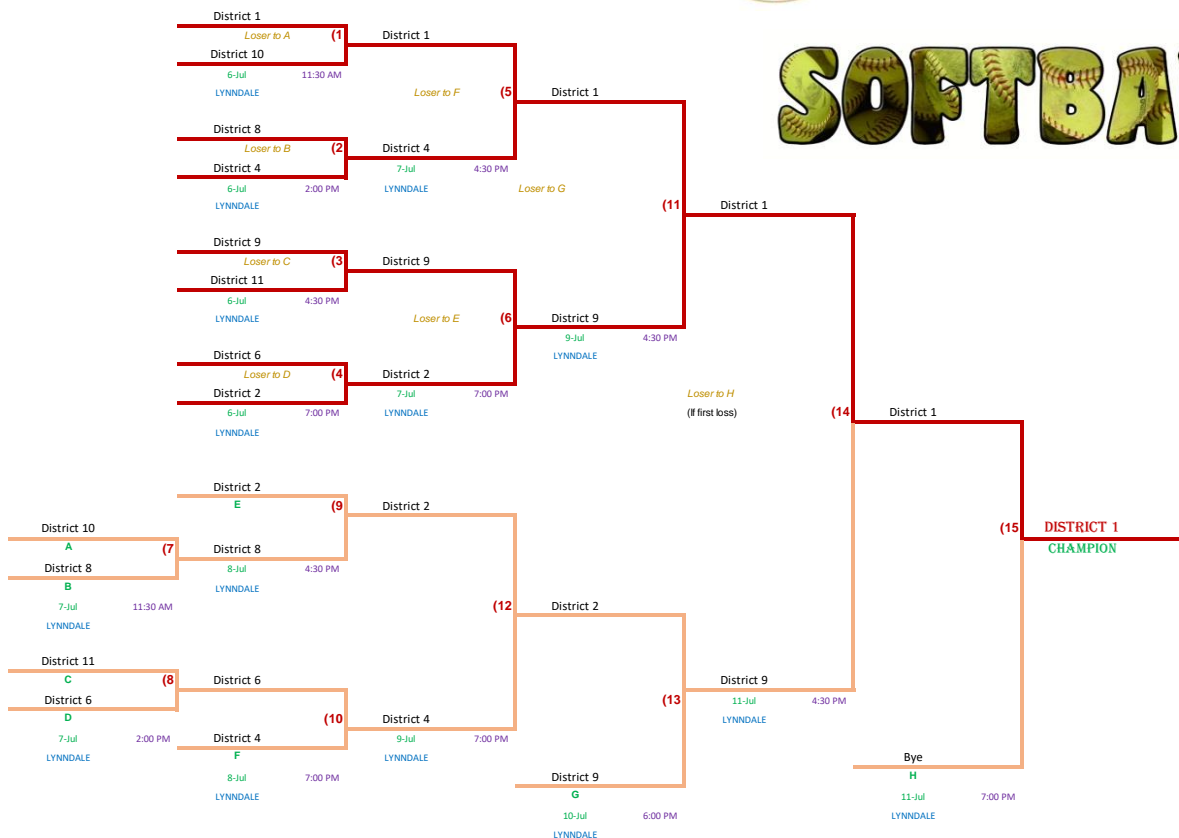 District 1
Loser to A (1 District 1
District 10
6-Jul 11:30 AM
LYNNDALE Loser to F (5 District 1
District 8
Loser to B (2 District 4
District 4 7-Jul 4:30 PM
6-Jul 2:00 PM LYNNDALE Loser to G
LYNNDALE (11 District 1
District 9
Loser to C (3 District 9
District 11
6-Jul 4:30 PM
LYNNDALE Loser to E (6 District 9
9-Jul 4:30 PM
LYNNDALE
District 6
Loser to D (4 District 2
District 2 7-Jul 7:00 PM Loser to H
6-Jul 7:00 PM LYNNDALE (If first loss) (14 District 1
LYNNDALE
District 2
E (9 District 2
District 10
A (7 District 8
District 8 8-Jul 4:30 PM
B LYNNDALE
7-Jul 11:30 AM
LYNNDALE
(15 DISTRICT 1
CHAMPION
(12 District 2
District 11
C (8 District 6
District 6
D
7-Jul 2:00 PM
LYNNDALE
(10 District 4
District 4 9-Jul 7:00 PM
F LYNNDALE
8-Jul 7:00 PM
LYNNDALE
(13 District 9
11-Jul 4:30 PM
LYNNDALE
District 9
G
10-Jul 6:00 PM
LYNNDALE
Bye
H
11-Jul 7:00 PM
LYNNDALE
SOFTBA